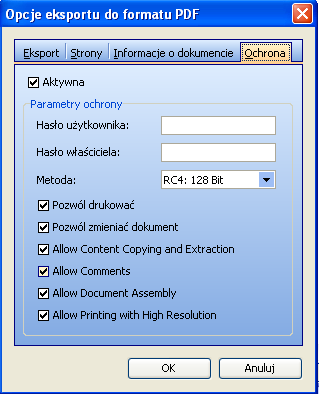 Opcje eksportu do formatu PDF
Eksport Strony Informacje o dokumencie Ochrona
Aktywna
Parametry ochrony
Hasło użytkownika:
Hasło właściciela:
Metoda: RC4: 128 Bit
Pozwól drukować
Pozwól zmieniać dokument
Allow Content Copying and Extraction
Allow Comments
Allow Document Assembly
Allow Printing with High Resolution
OK Anuluj